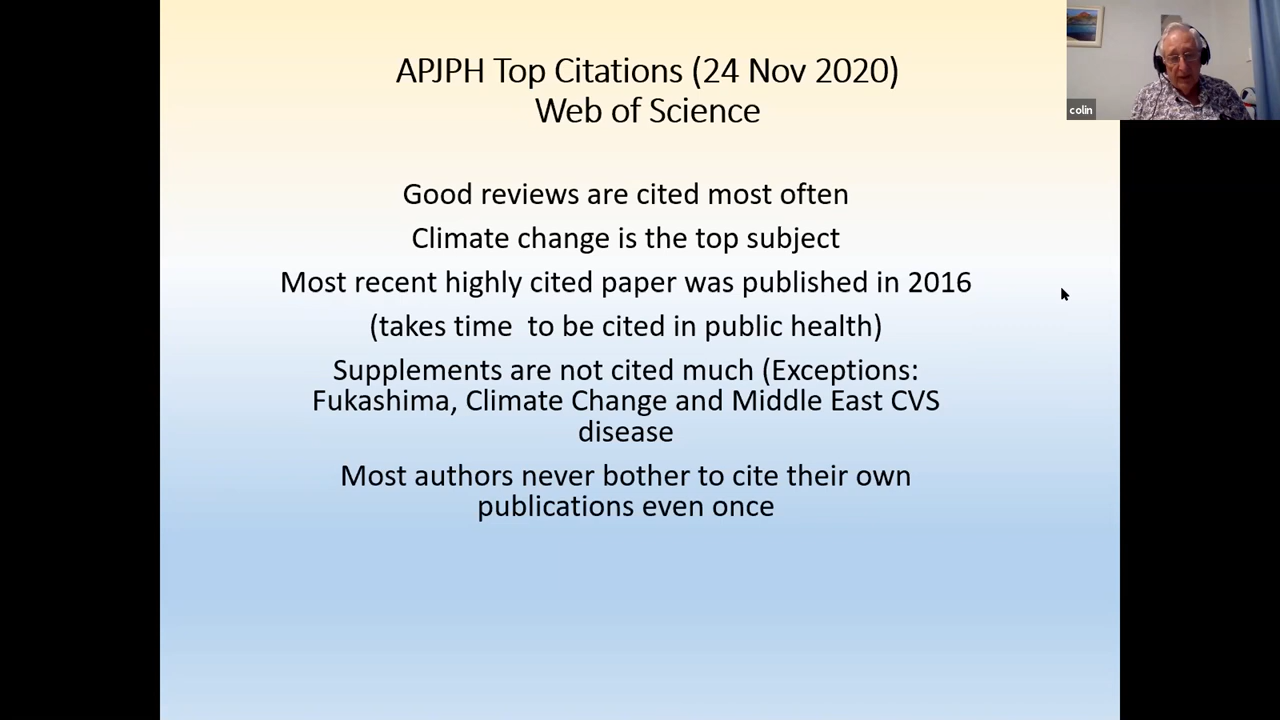 APJPH Top Citations (24 Nov 2020)
Web of Science
colin
Good reviews are cited most often
Climate change is the top subject
Most recent highly cited paper was published in 2016
(takes time  to be cited in public health)
Supplements are not cited much (Exceptions:
Fukashima, Climate Change and Middle East CVS
disease
Most authors never bother to cite their own
publications even once